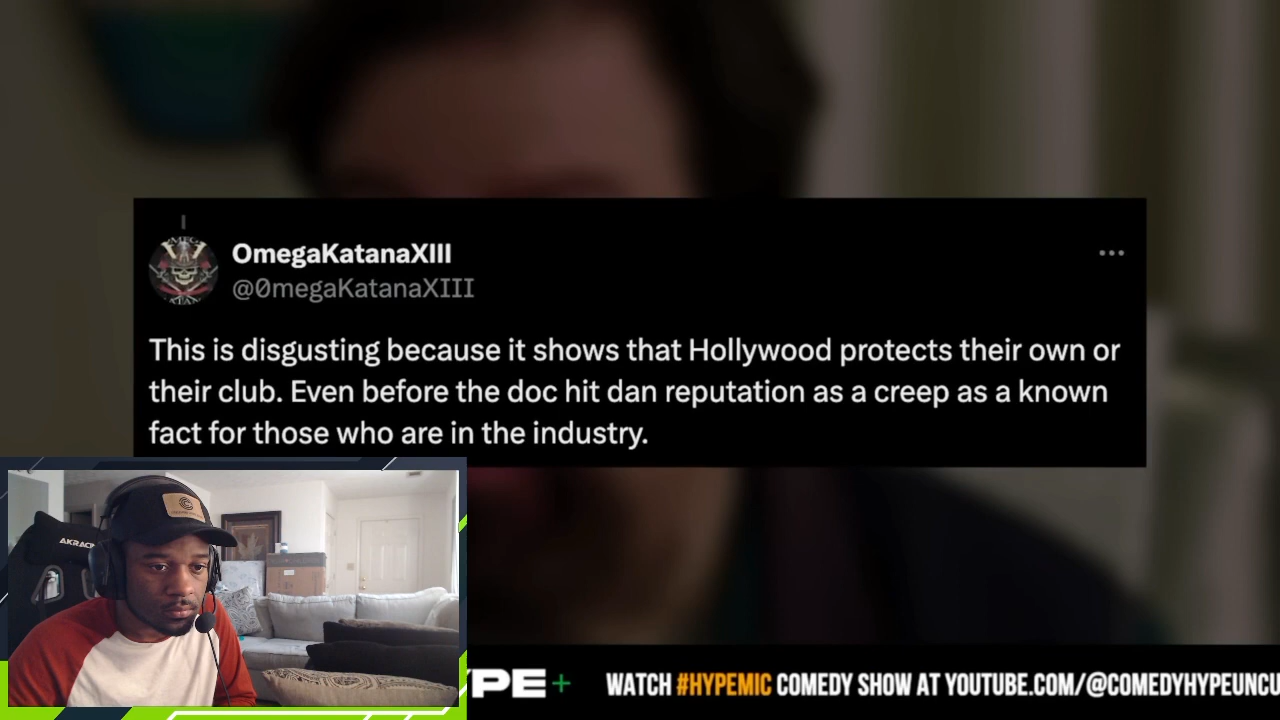 OmegaKatanaXIII
@0megaKatanaXIII
This is disgusting because it shows that Hollywood protects their own or
their club. Even before the doc hit dan reputation as a creep as a known
fact for those who are in the industry.
AKRAC
YPE+ WATCH #HYPEMIC COMEDY SHOW AT YOUTUBE.COM/@COMEDYHYPEUNCU